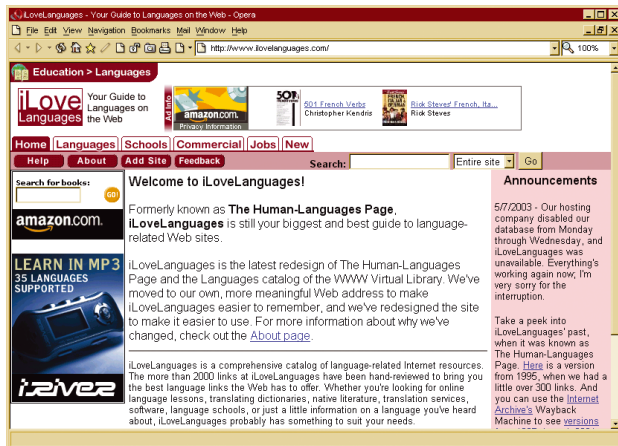 iLoveLanguages - Your Guide to Languages on the Web - Opera
File Edit View Navigation Bookmarks Mail Window Help
http://www.ilovelanguages.com/
100%
Education > Languages
iLove
Languages
Your Guide to
Languages on
the Web
Ad Info
amazon.com.
Privacy Information
501
501 French Verbs
Christopher Kendris
FRENCH
Rick Steves' French, Ita...
Rick Steves
Home Languages Schools Commercial Jobs New
Help About Add Site Feedback
Search:
Entire site
Go
Search for books:
GO!
amazon.com.
LEARN IN MP3
35 LANGUAGES
SUPPORTED
iriver
Welcome to iLoveLanguages!
Formerly known as The Human-Languages Page,
iLoveLanguages is still your biggest and best guide to language-
related Web sites.
iLoveLanguages is the latest redesign of The Human-Languages
Page and the Languages catalog of the WWW Virtual Library. We've
moved to our own, more meaningful Web address to make
iLoveLanguages easier to remember, and we've redesigned the site
to make it easier to use. For more information about why we've
changed, check out the About page.
iLoveLanguages is a comprehensive catalog of language-related Internet resources.
The more than 2000 links at iLoveLanguages have been hand-reviewed to bring you
the best language links the Web has to offer. Whether you're looking for online
language lessons, translating dictionaries, native literature, translation services,
software, language schools, or just a little information on a language you've heard
about, iLoveLanguages probably has something to suit your needs.
Announcements
5/7/2003 - Our hosting
company disabled our
database from Monday
through Wednesday, and
iLoveLanguages was
unavailable. Everything's
working again now; I'm
very sorry for the
interruption.
Take a peek into
iLoveLanguages' past,
when it was known as
The Human-Languages
Page. Here is a version
from 1995, when we had a
little over 300 links. And
you can use the Internet
Archive's Wayback
Machine to see versions